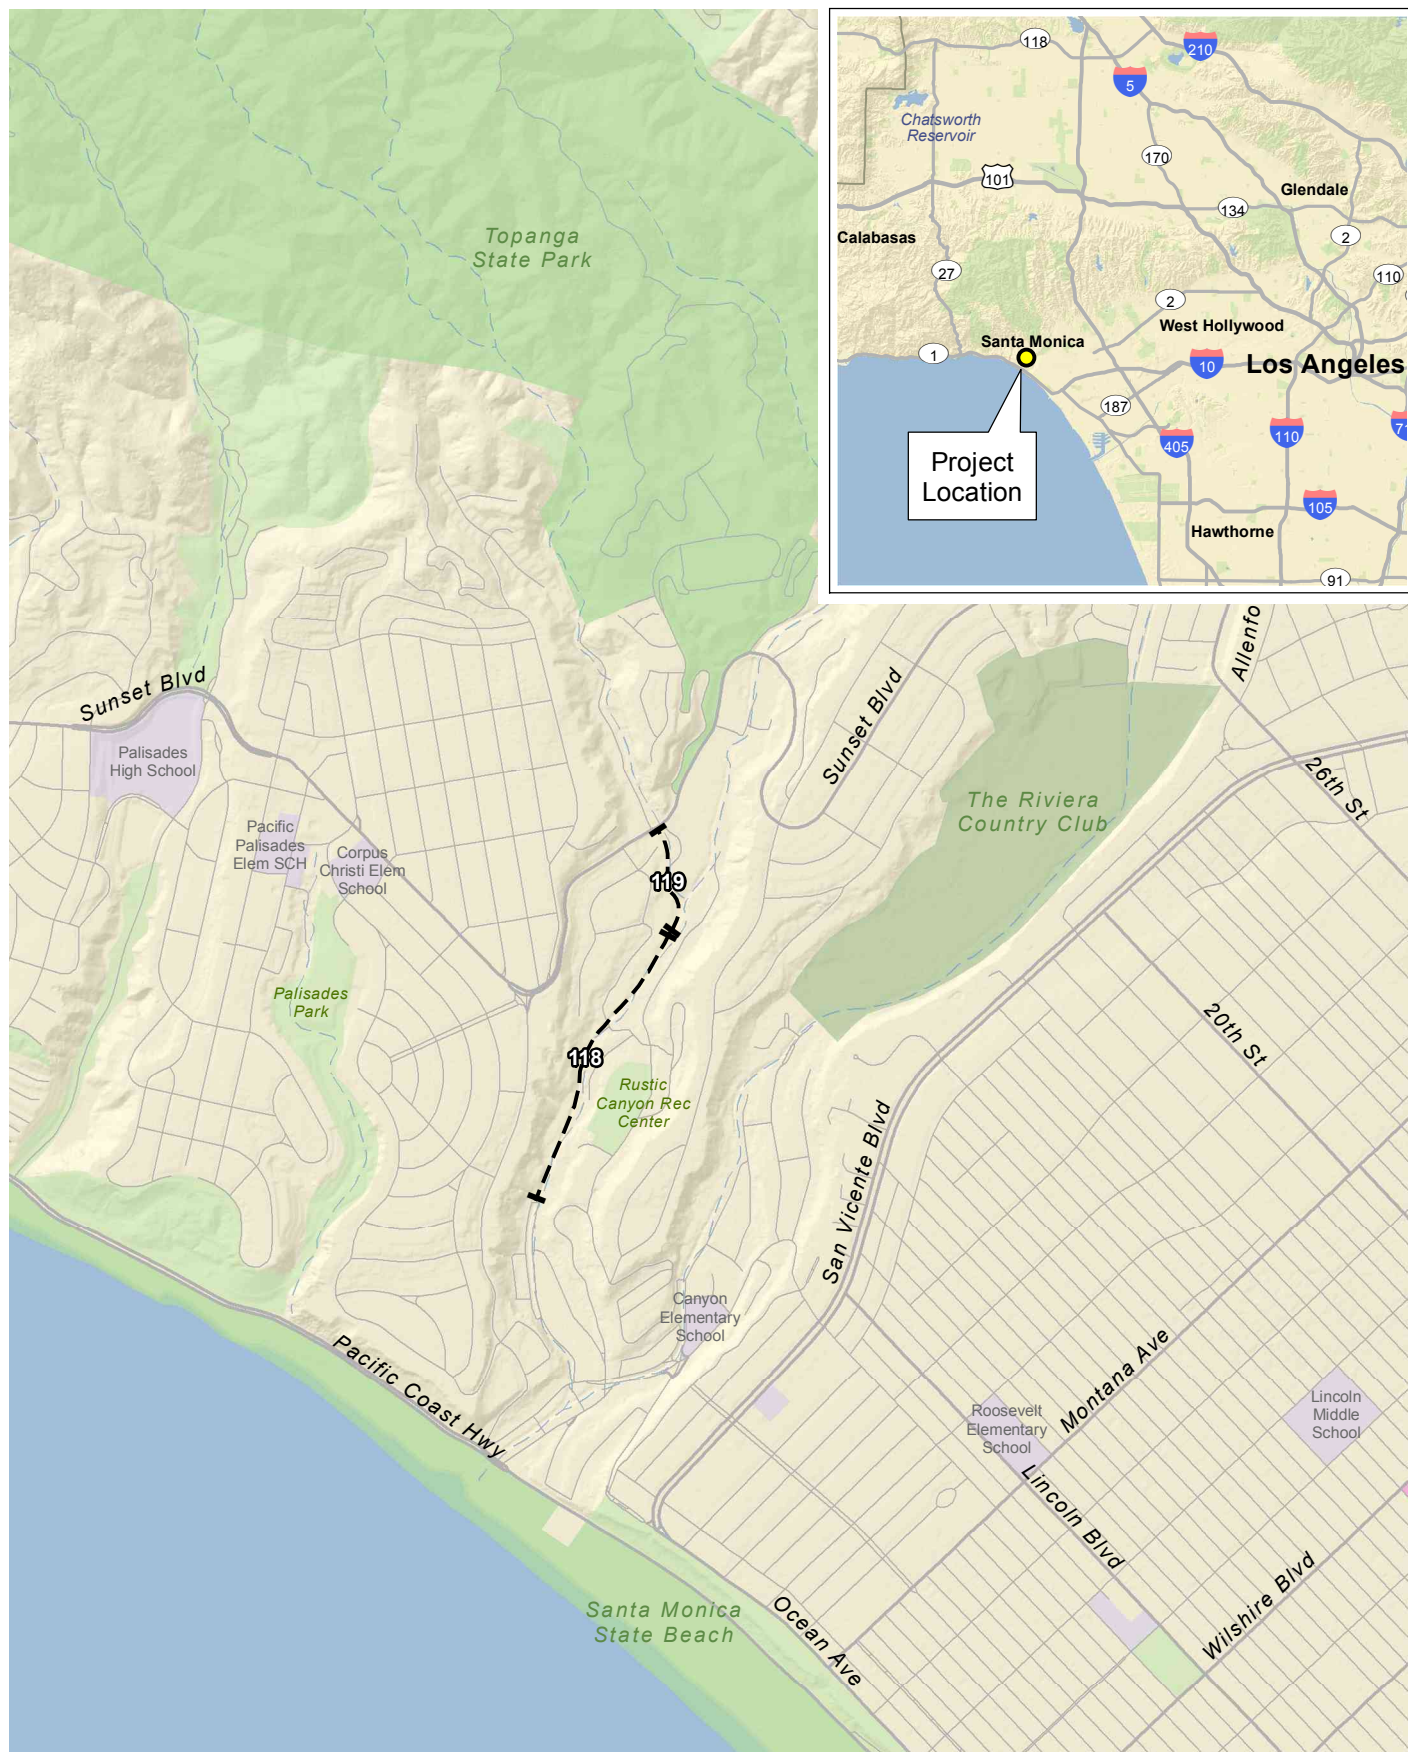 118
210
5
Chatsworth
Reservoir
170
101
Glendale
134
Calabasas
2
27
110
2
West Hollywood
Santa Monica
1
10
Los Angeles
187
405
110
Project
Location
105
Hawthorne
91
Topanga
State Park
Sunset Blvd
Palisades
High School
Sunset Blvd
26th St
The Riviera
Country Club
Pacific
Palisades
Elem SCH
Corpus
Christi Elem
School
119
Palisades
Park
20th St
118
Rustic
Canyon Rec
Center
San Vicente Blvd
Canyon
Elementary
School
Pacific Coast Hwy
Montana Ave
Roosevelt
Elementary
School
Lincoln
Middle
School
Lincoln Blvd
Wilshire Blvd
Santa Monica
State Beach
Ocean Ave